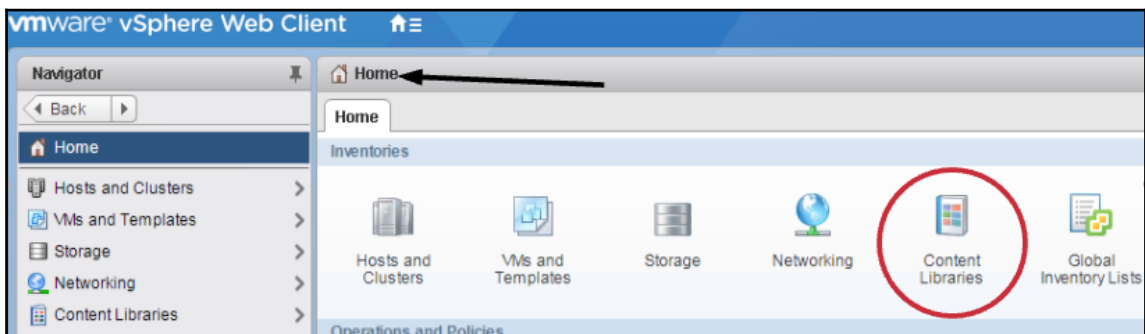 vmware® vSphere Web Client
Navigator
Back
Home
Hosts and Clusters
VMs and Templates
Storage
Networking
Content Libraries
Home
Home
Inventories
Hosts and
Clusters
VMs and
Templates
Storage
Networking
Content
Libraries
Global
Inventory Lists
Operations and Policies